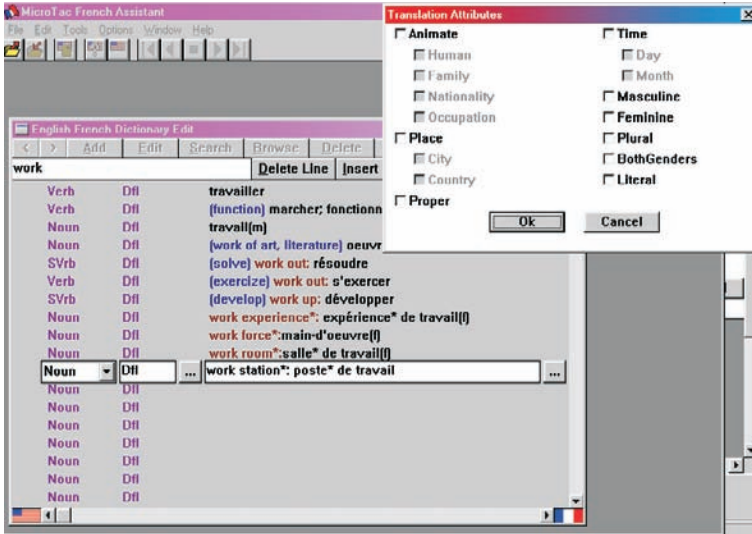 MicroTac French Assistant
File Edit Tools Options Window Help
English French Dictionary Edit
< > Add Edit Search Browse Delete
work Delete Line Insert
Verb Dfl travailler
Verb Dfl (function) marcher; fonctionn
Noun Dfl travail(m)
Noun Dfl (work of art, literature) oeuvr
SVrb Dfl (solve) work out: résoudre
Verb Dfl (exercize) work out: s'exercer
SVrb Dfl (develop) work up: développer
Noun Dfl work experience*: expérience* de travail(f)
Noun Dfl work force*:main-d'oeuvre(f)
Noun Dfl work room*:salle* de travail(f)
Noun Dfl ... work station*: poste* de travail ...
Noun Dfl
Noun Dfl
Noun Dfl
Noun Dfl
Noun Dfl
Noun Dfl
Noun Dfl
Translation Attributes
Animate
Human
Family
Nationality
Occupation
Place
City
Country
Proper
Time
Day
Month
Masculine
Feminine
Plural
BothGenders
Literal
Ok Cancel